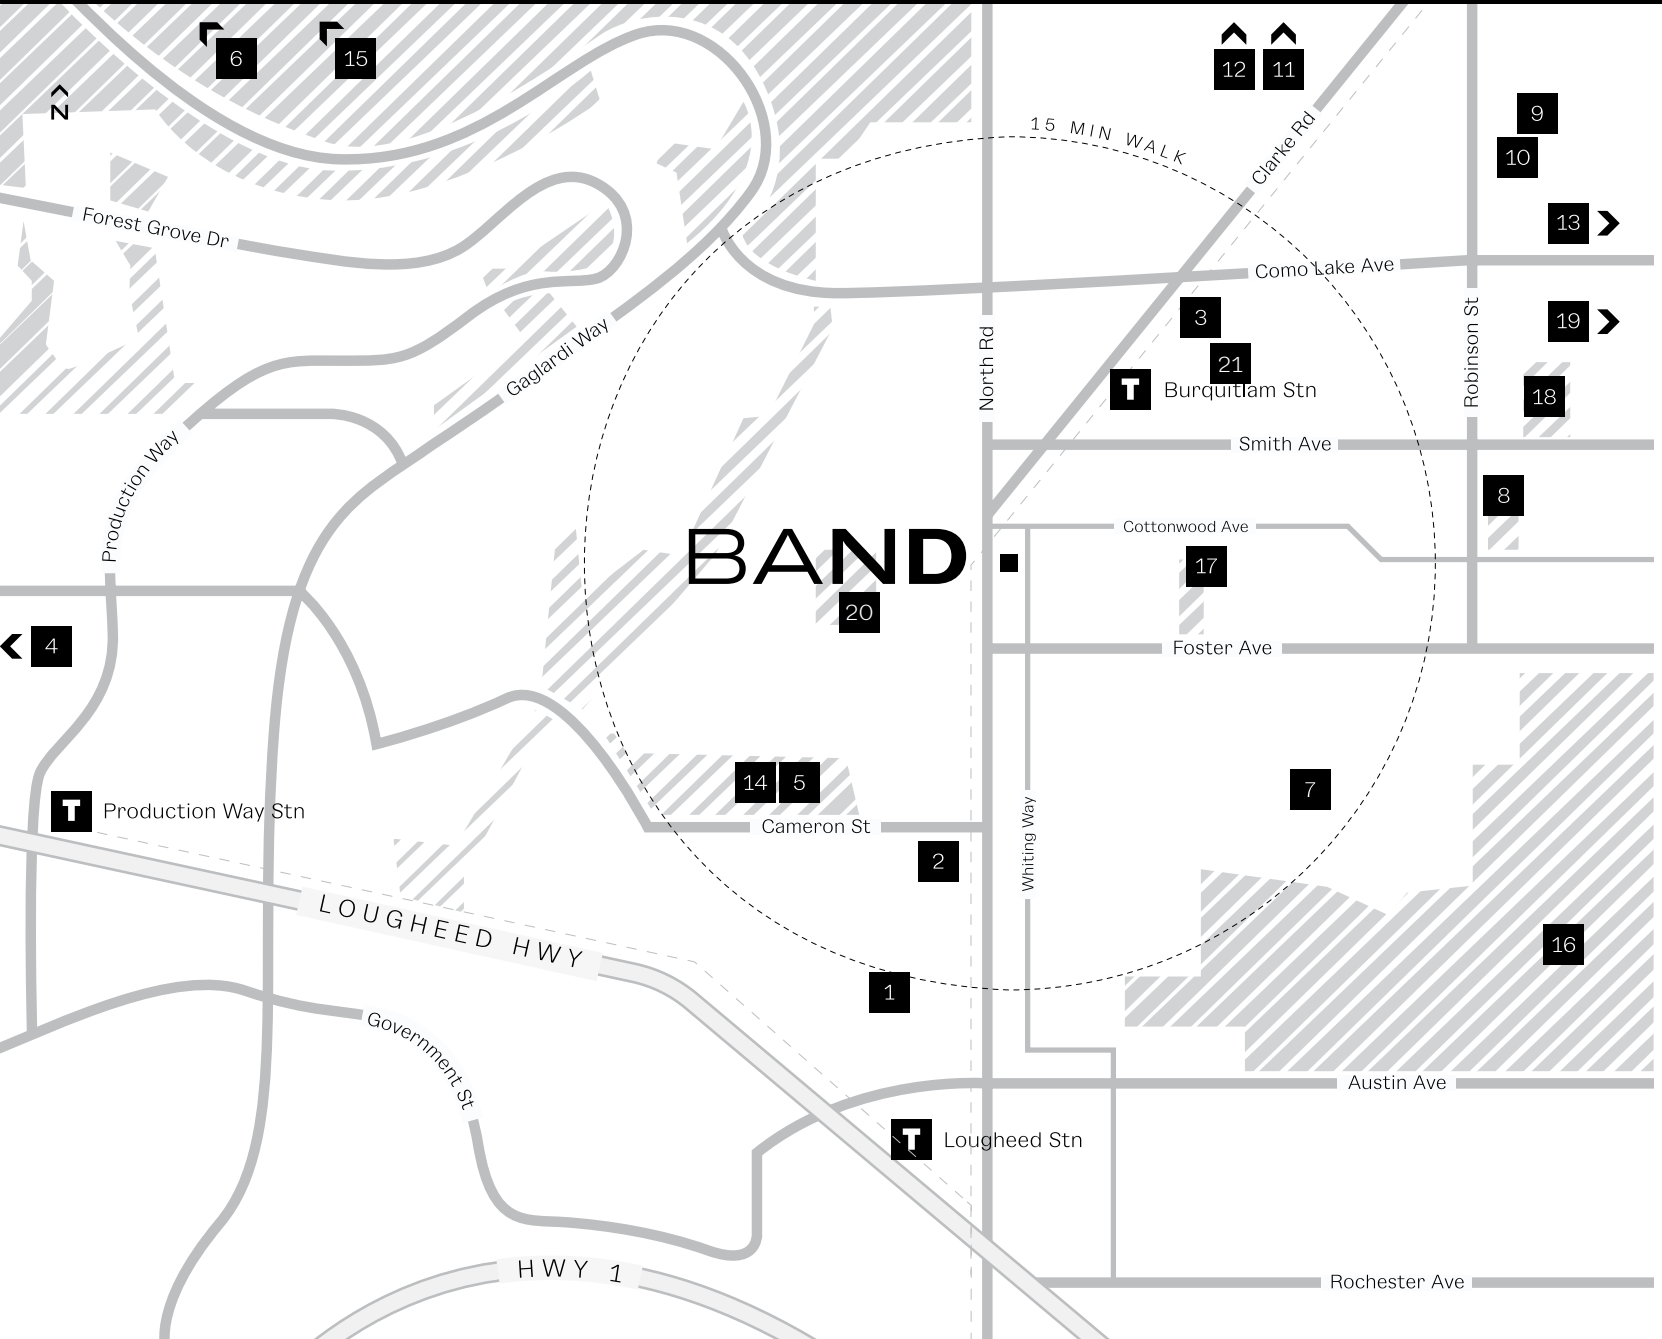 6
15
12
11
N
9
15 MIN WALK
Clarke Rd
10
Forest Grove Dr
13
Como Lake Ave
3
19
North Rd
Robinson St
Gaglardi Way
21
T Burquitlam Stn
18
Production Way
Smith Ave
8
Cottonwood Ave
BAND
17
20
4
Foster Ave
14
5
7
T Production Way Stn
Cameron St
Whiting Way
2
LOUGHEED HWY
16
1
Government St
Austin Ave
T Lougheed Stn
HWY 1
Rochester Ave